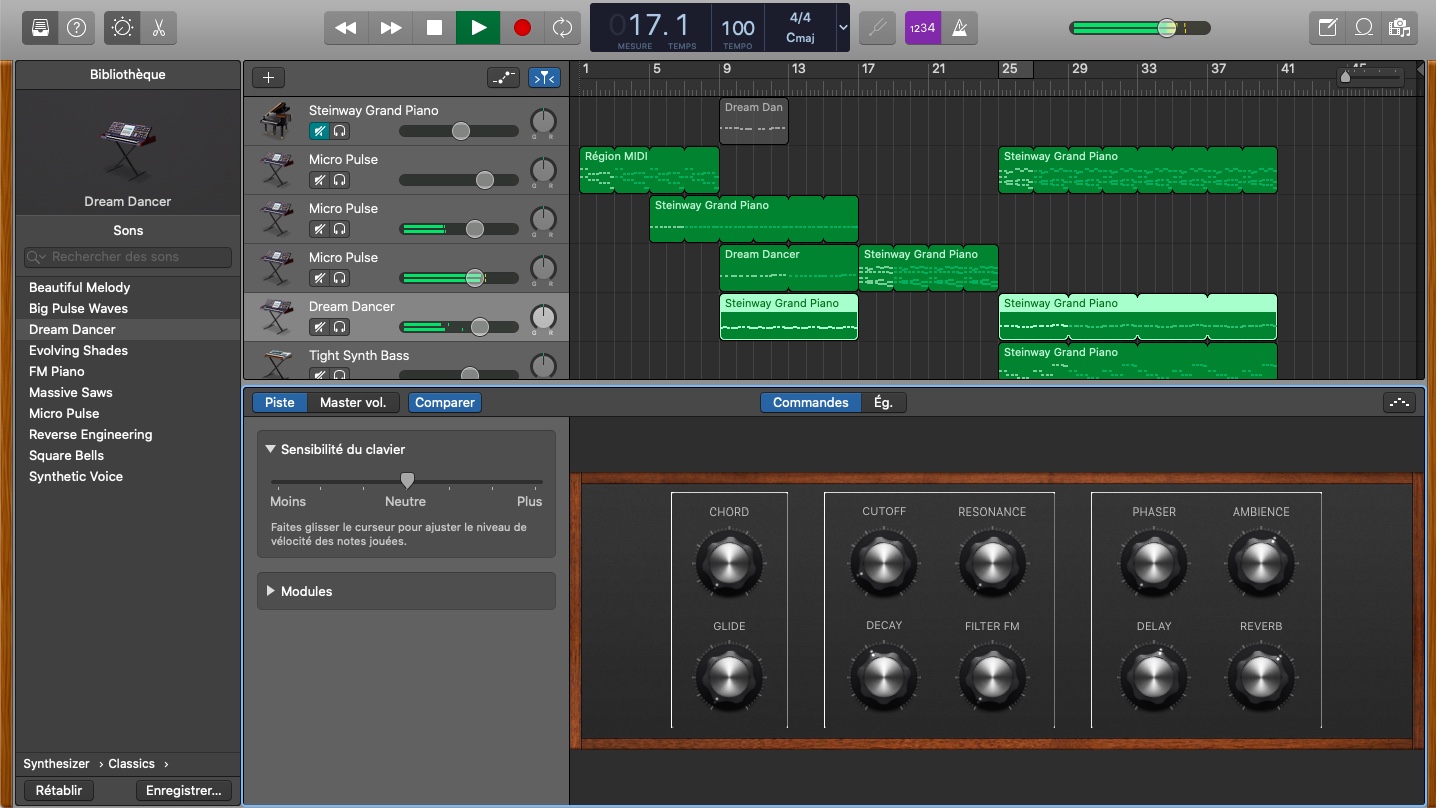 1234
017.1
MESURE TEMPS
100
TEMPO
4/4
Cmaj
Bibliothèque
Dream Dancer
Sons
Rechercher des sons
Beautiful Melody
Big Pulse Waves
Dream Dancer
Evolving Shades
FM Piano
Massive Saws
Micro Pulse
Reverse Engineering
Square Bells
Synthetic Voice
Synthesizer › Classics ›
Rétablir Enregistrer...
1 5 9 13 17 21 25 29 33 37 41 45
Steinway Grand Piano
G R
Dream Dan
Micro Pulse
G R
Région MIDI
Steinway Grand Piano
Micro Pulse
G R
Steinway Grand Piano
Micro Pulse
G R
Dream Dancer
Steinway Grand Piano
Dream Dancer
G R
Steinway Grand Piano
Steinway Grand Piano
Tight Synth Bass
Steinway Grand Piano
Piste Master vol. Comparer
Commandes Ég.
Sensibilité du clavier
Moins Neutre Plus
Faites glisser le curseur pour ajuster le niveau de
vélocité des notes jouées.
Modules
CHORD CUTOFF RESONANCE PHASER AMBIENCE
GLIDE DECAY FILTER FM DELAY REVERB